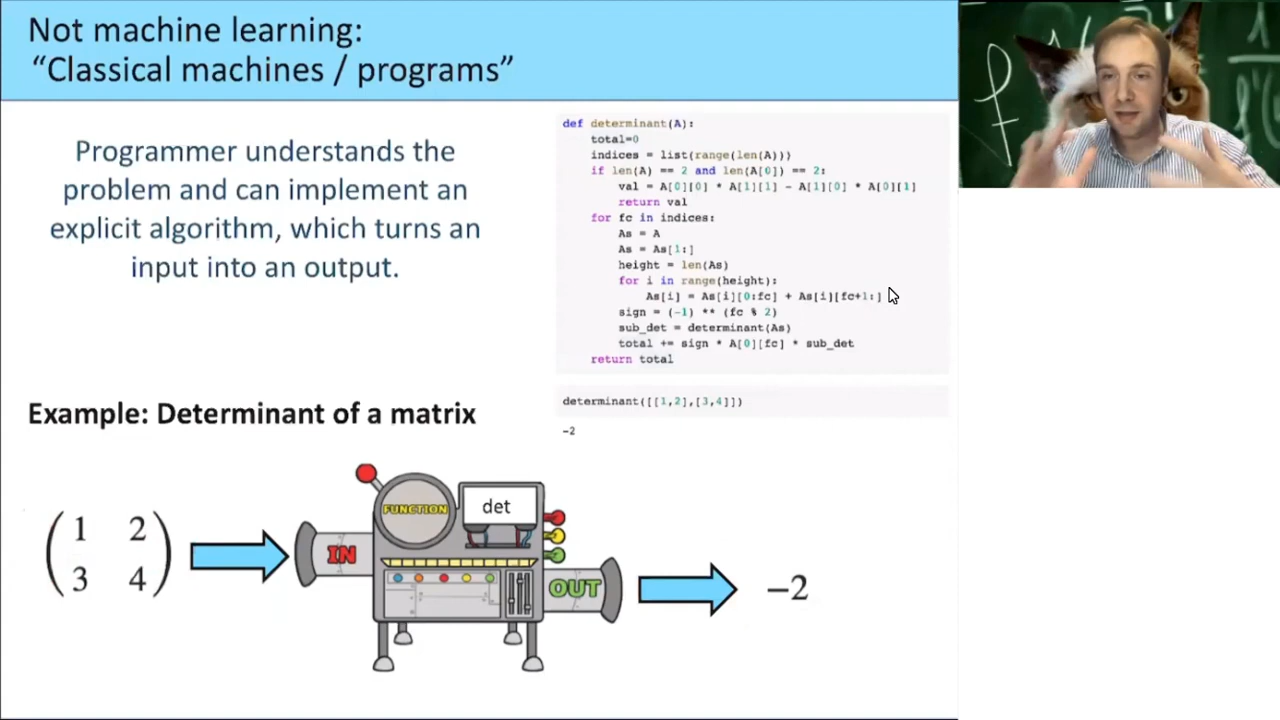 Not machine learning:
“Classical machines / programs”
Programmer understands the
problem and can implement an
explicit algorithm, which turns an
input into an output.
def determinant(A):
    total=0
    indices = list(range(len(A)))
    if len(A) == 2 and len(A[0]) == 2:
        val = A[0][0] * A[1][1] - A[1][0] * A[0][1]
        return val
    for fc in indices:
        As = A
        As = As[1:]
        height = len(As)
        for i in range(height):
            As[i] = As[i][0:fc] + As[i][fc+1:]
        sign = (-1) ** (fc % 2)
        sub_det = determinant(As)
        total += sign * A[0][fc] * sub_det
    return total
determinant([[1,2],[3,4]])
-2
Example: Determinant of a matrix
1 2
3 4
FUNCTION
det
IN
OUT
−2